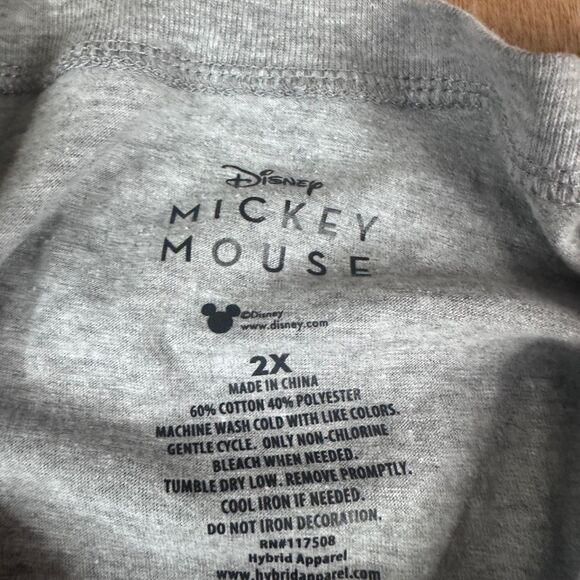 Disney
MICKEY
MOUSE
©Disney
www.disney.com
2X
MADE IN CHINA
60% COTTON 40% POLYESTER
MACHINE WASH COLD WITH LIKE COLORS.
GENTLE CYCLE. ONLY NON-CHLORINE
BLEACH WHEN NEEDED.
TUMBLE DRY LOW. REMOVE PROMPTLY.
COOL IRON IF NEEDED.
DO NOT IRON DECORATION.
RN#117508
Hybrid Apparel
www.hybridapparel.com